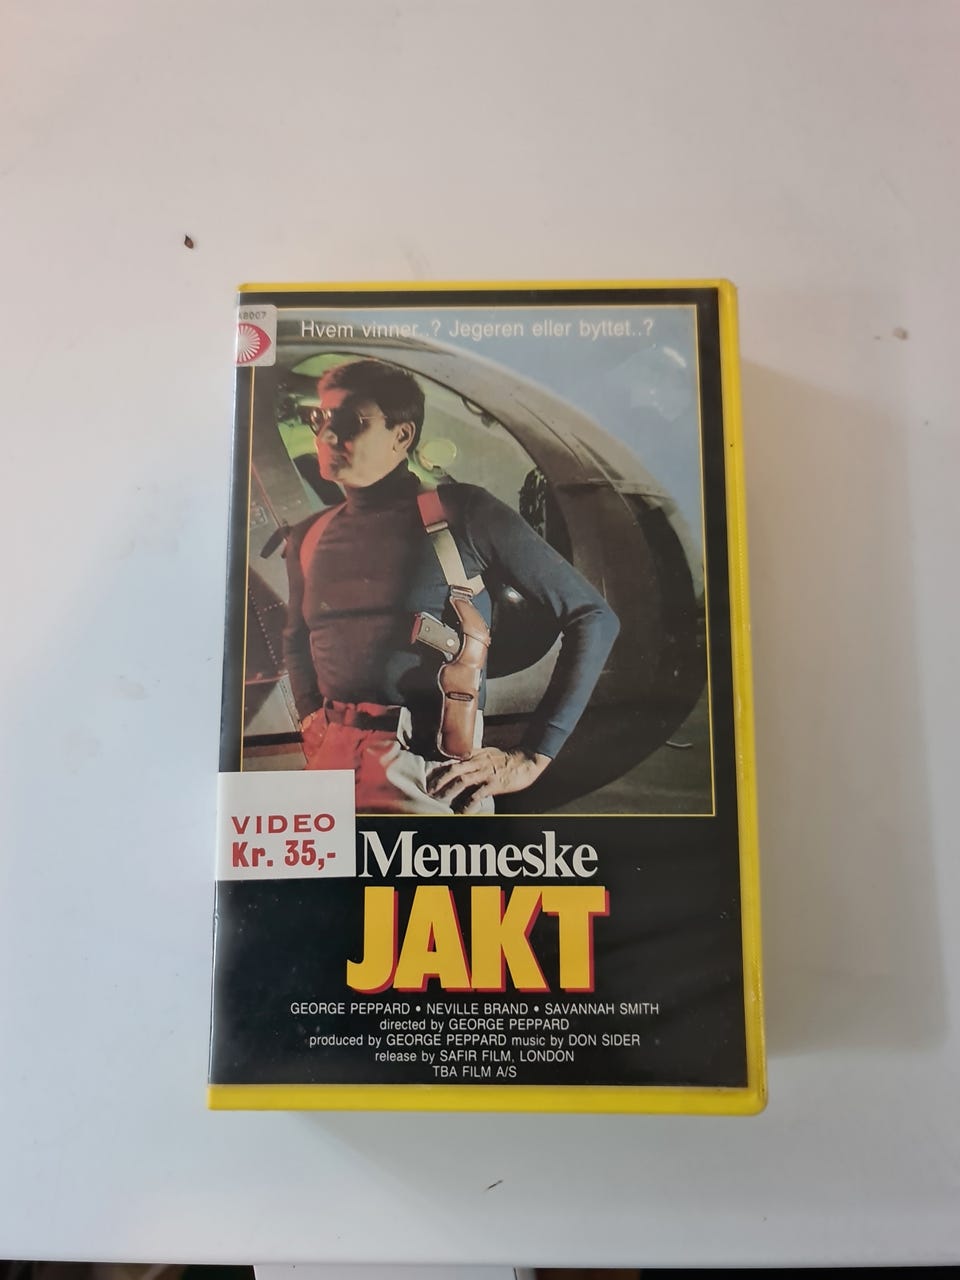 A8007
Hvem vinner..? Jegeren eller byttet..?
VIDEO
Kr. 35,-
Menneske
JAKT
GEORGE PEPPARD • NEVILLE BRAND • SAVANNAH SMITH
directed by GEORGE PEPPARD
produced by GEORGE PEPPARD music by DON SIDER
release by SAFIR FILM, LONDON
TBA FILM A/S